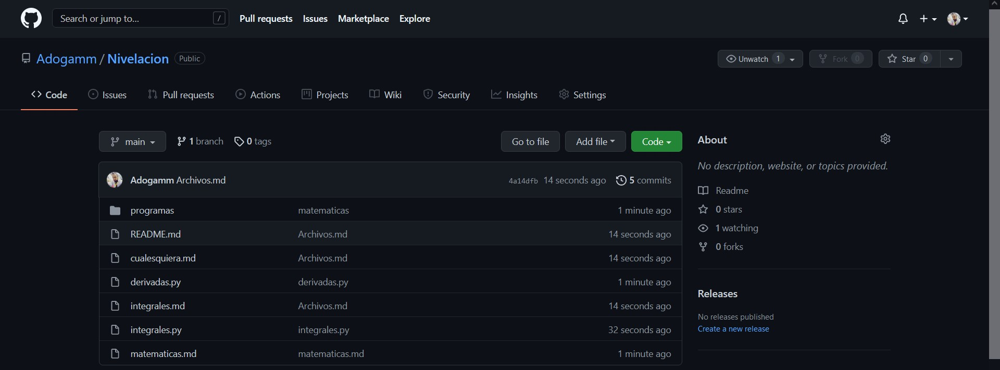 Search or jump to... / Pull requests Issues Marketplace Explore
Adogamm / Nivelacion Public Unwatch 1 Fork 0 Star 0
Code Issues Pull requests Actions Projects Wiki Security Insights Settings
main 1 branch 0 tags Go to file Add file Code
Adogamm Archivos.md 4a14dfb 14 seconds ago 5 commits
programas matematicas 1 minute ago
README.md Archivos.md 14 seconds ago
cualesquiera.md Archivos.md 14 seconds ago
derivadas.py derivadas.py 1 minute ago
integrales.md Archivos.md 14 seconds ago
integrales.py integrales.py 32 seconds ago
matematicas.md matematicas.md 1 minute ago
About
No description, website, or topics provided.
Readme
0 stars
1 watching
0 forks
Releases
No releases published
Create a new release